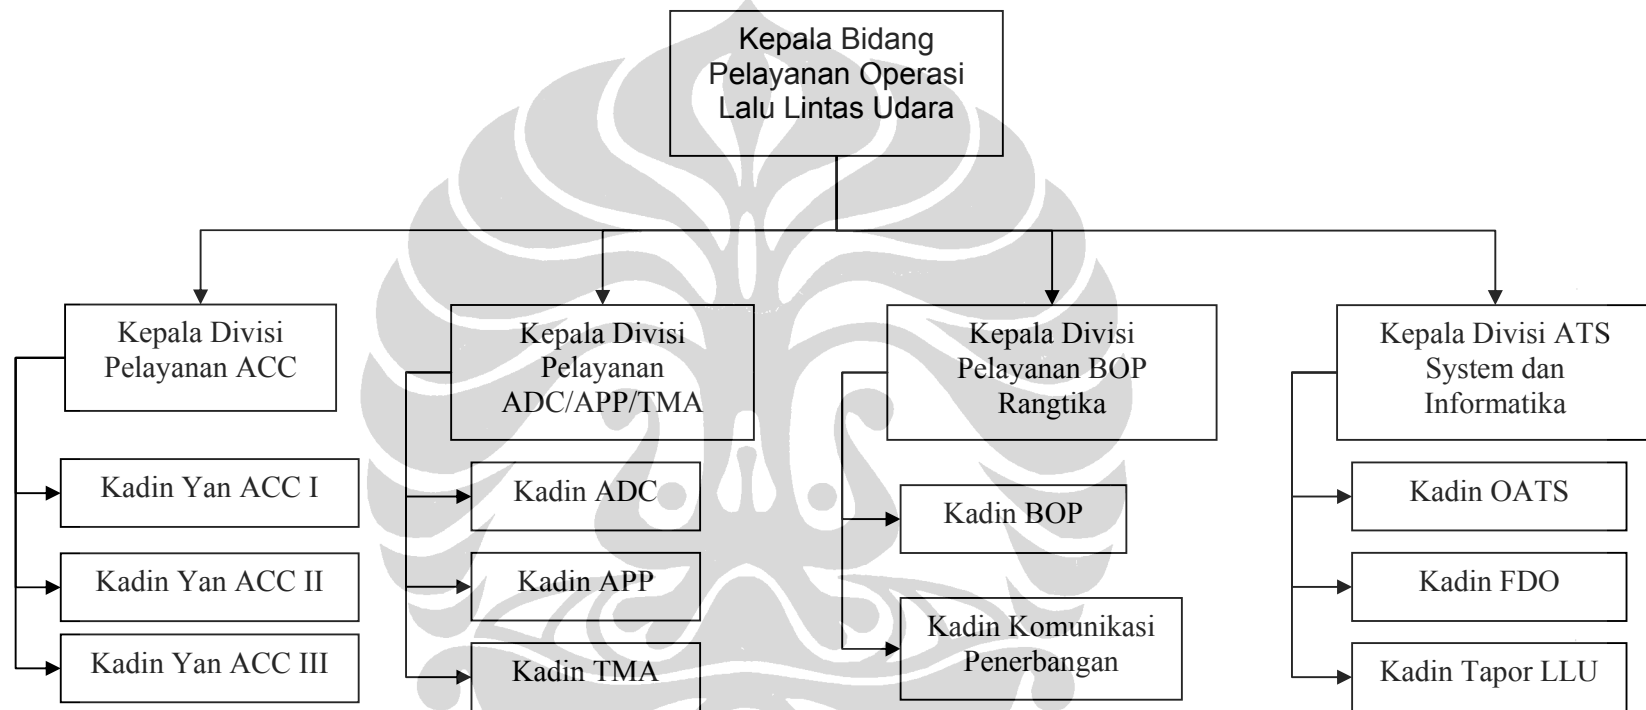 Kepala Bidang
Pelayanan Operasi
Lalu Lintas Udara
Kepala Divisi
Pelayanan ACC
Kadin Yan ACC I
Kadin Yan ACC II
Kadin Yan ACC III
Kepala Divisi
Pelayanan
ADC/APP/TMA
Kadin ADC
Kadin APP
Kadin TMA
Kepala Divisi
Pelayanan BOP
Rangtika
Kadin BOP
Kadin Komunikasi
Penerbangan
Kepala Divisi ATS
System dan
Informatika
Kadin OATS
Kadin FDO
Kadin Tapor LLU